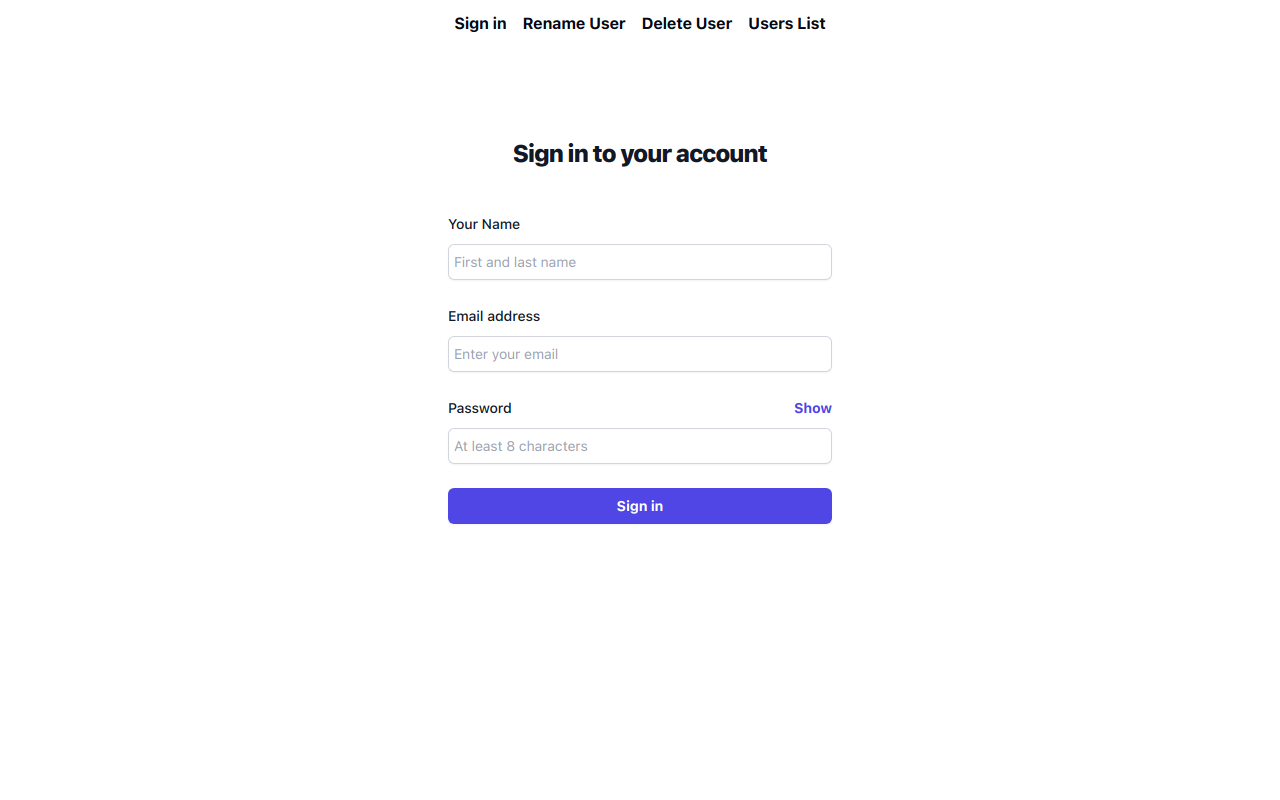 Sign in Rename User Delete User Users List
Sign in to your account
Your Name
First and last name
Email address
Enter your email
Password Show
At least 8 characters
Sign in